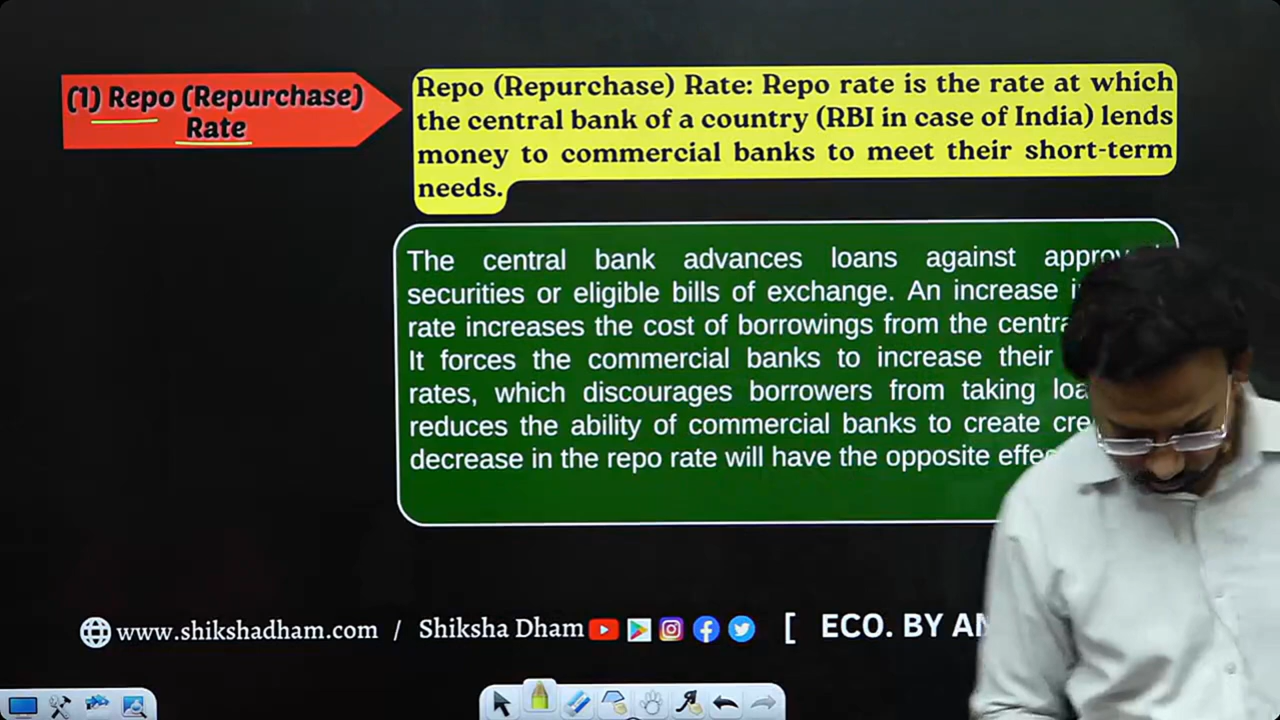 (1) Repo (Repurchase)
Rate
Repo (Repurchase) Rate: Repo rate is the rate at which
the central bank of a country (RBI in case of India) lends
money to commercial banks to meet their short-term
needs.
The central bank advances loans against
securities or eligible bills of exchange. An increase
rate increases the cost of borrowings from the
It forces the commercial banks to increase their
rates, which discourages borrowers from taking
reduces the ability of commercial banks to create
decrease in the repo rate will have the opposite
www.shikshadham.com / Shiksha Dham [ ECO. BY